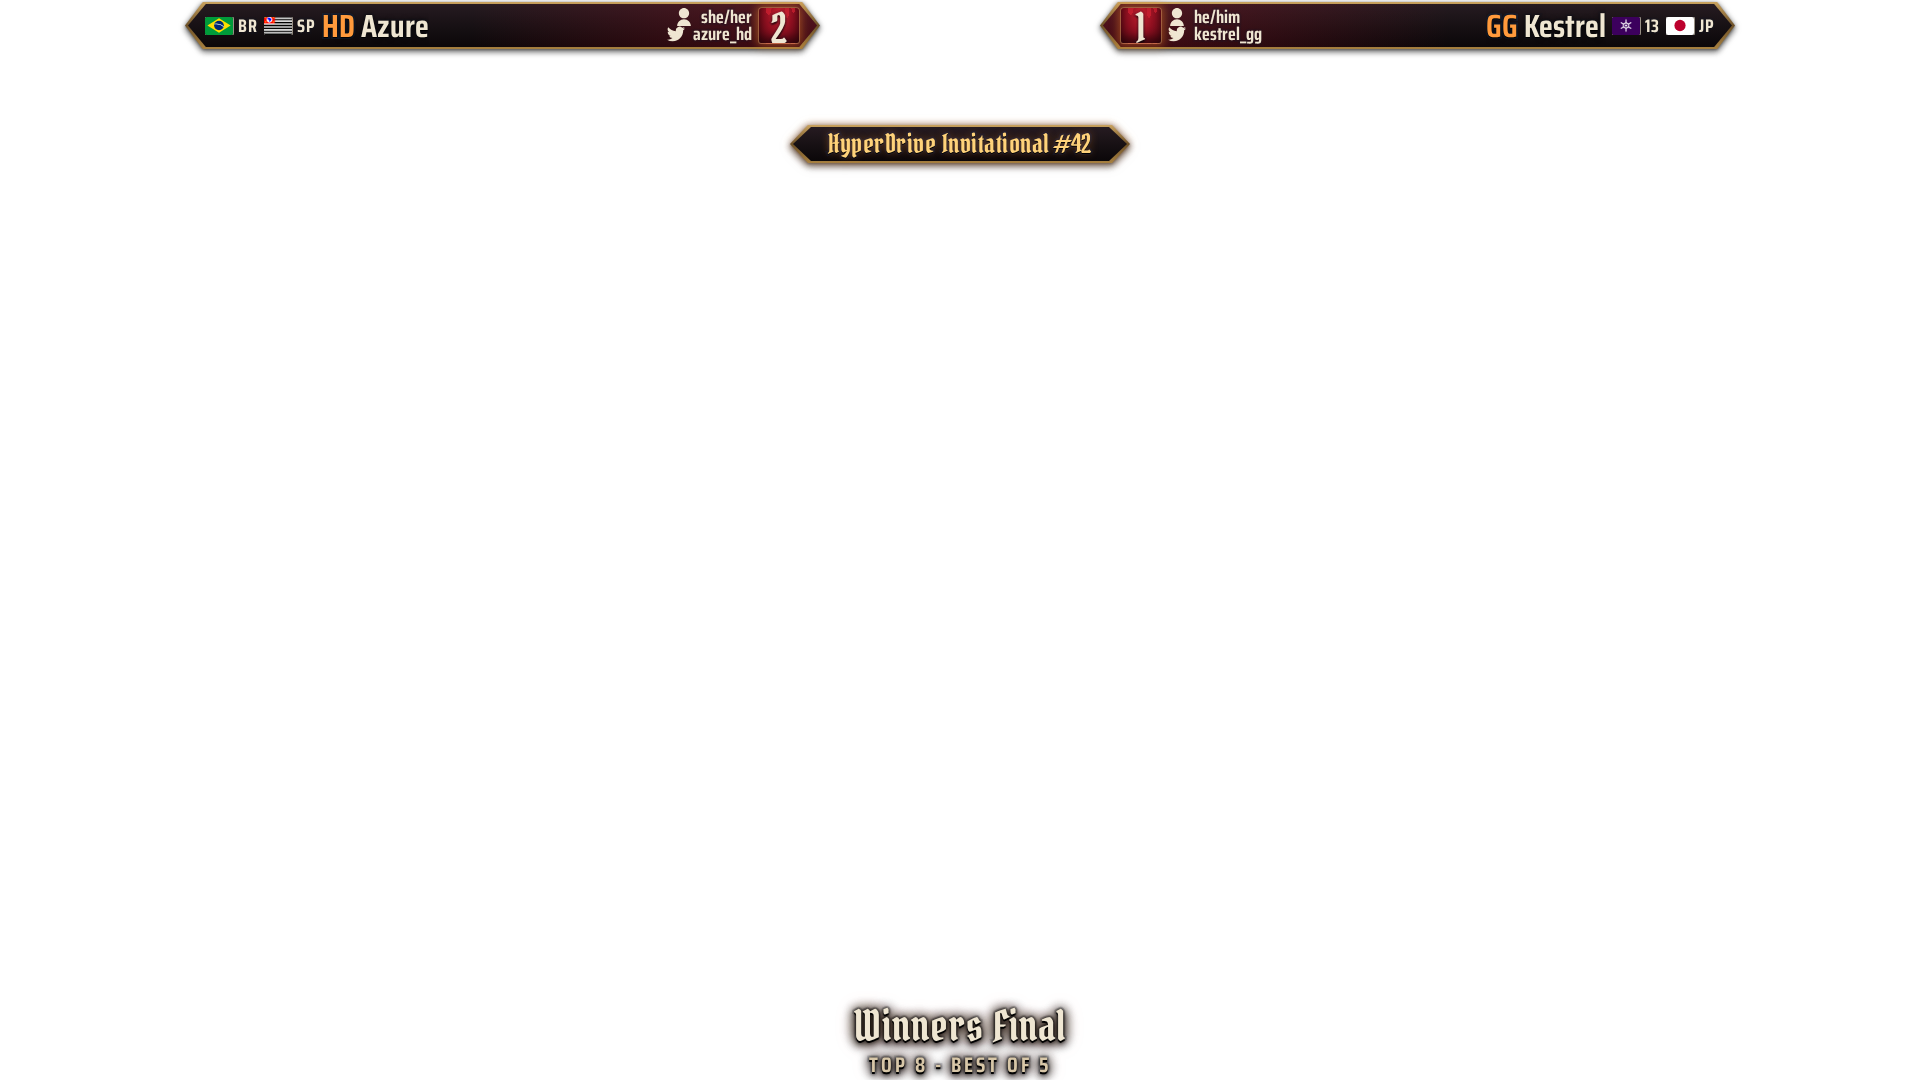 BR SP HD Azure
she/her
azure_hd
2
1
he/him
kestrel_gg
GG Kestrel 13 JP
HyperDrive Invitational #42
Winners Final
TOP 8 - BEST OF 5